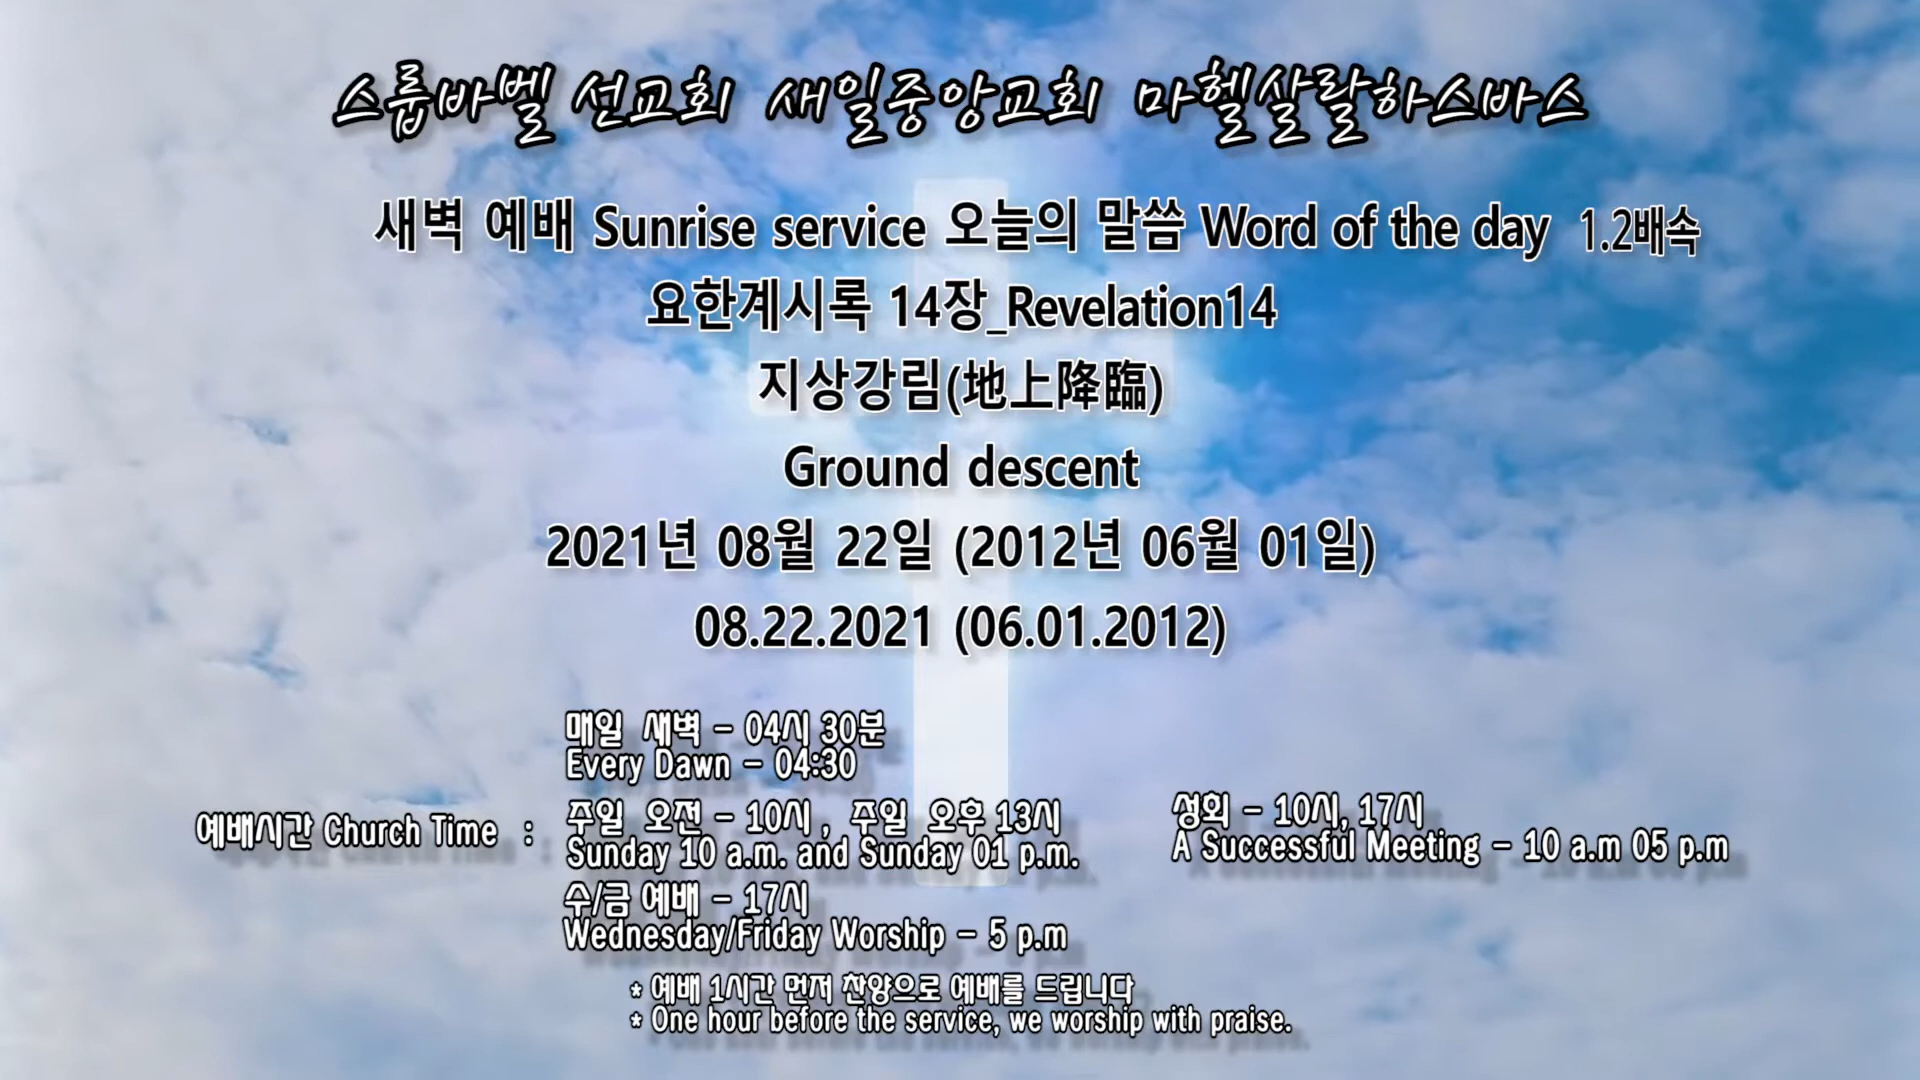 스룹바벨 선교회 새일중앙교회 마헬살랄하스바스
새벽 예배 Sunrise service 오늘의 말씀 Word of the day 1.2배속
요한계시록 14장_Revelation14
지상강림(地上降臨)
Ground descent
2021년 08월 22일 (2012년 06월 01일)
08.22.2021 (06.01.2012)
매일 새벽 - 04시 30분
Every Dawn - 04:30
예배시간 Church Time :
주일 오전 - 10시 , 주일 오후 13시
Sunday 10 a.m. and Sunday 01 p.m.
수/금 예배 - 17시
Wednesday/Friday Worship - 5 p.m
성회 - 10시, 17시
A Successful Meeting - 10 a.m 05 p.m
* 예배 1시간 먼저 찬양으로 예배를 드립니다
* One hour before the service, we worship with praise.